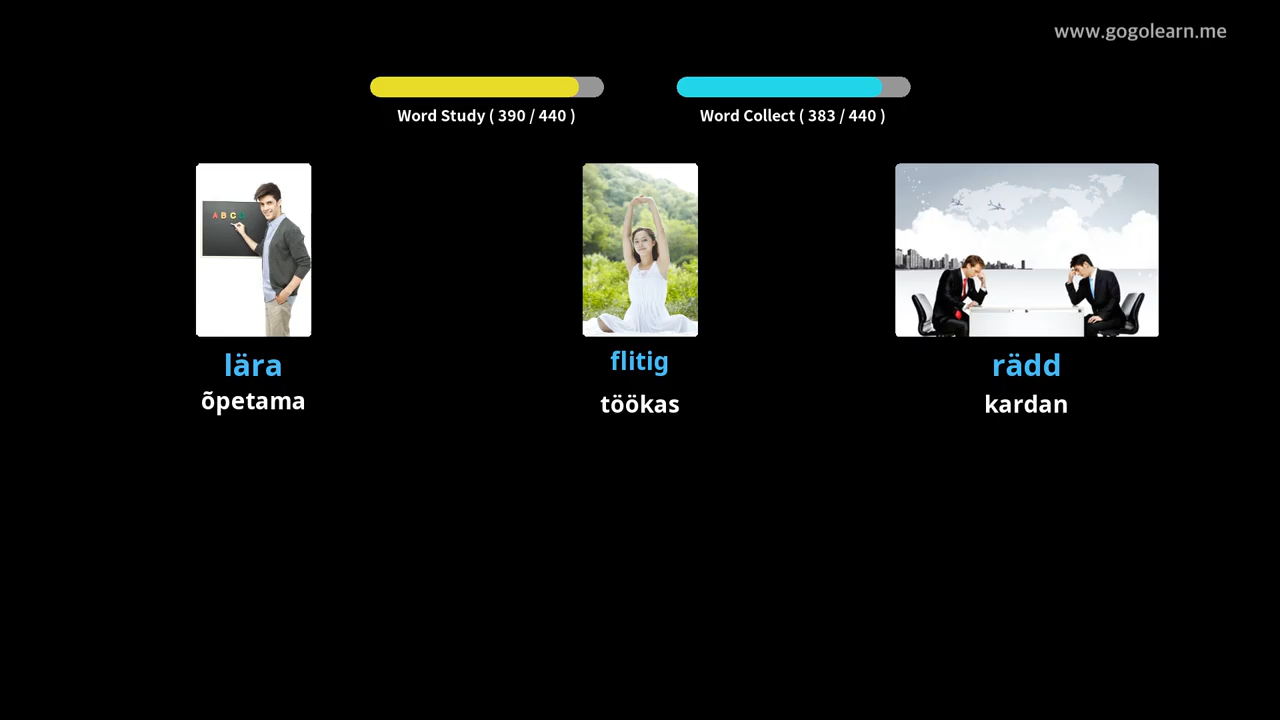 www.gogolearn.me
Word Study ( 390 / 440 )
Word Collect ( 383 / 440 )
A B C
lära
flitig
rädd
õpetama
töökas
kardan